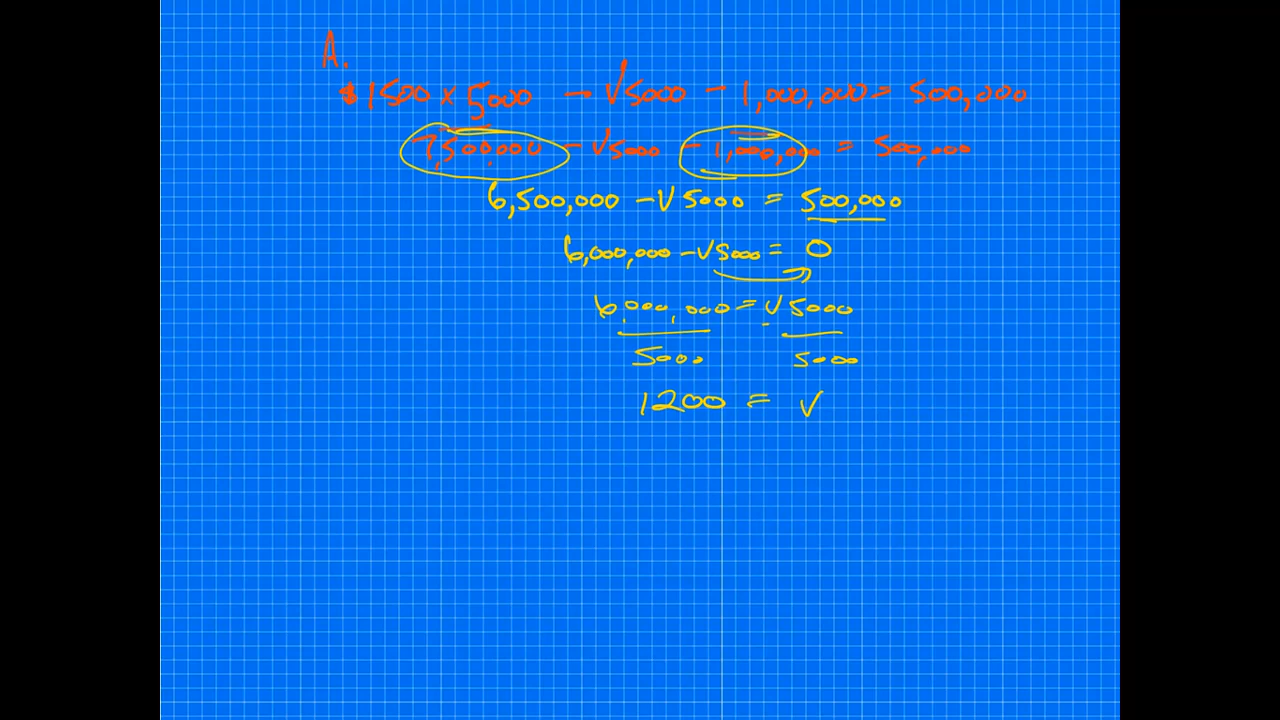 A.
$1500 x 5000 - V5000 - 1,000,000 = 500,000
7,500,000 - V5000 - 1,000,000 = 500,000
6,500,000 - V5000 = 500,000
6,000,000 - V5000 = 0
6,000,000 = V5000
5000 5000
1200 = V